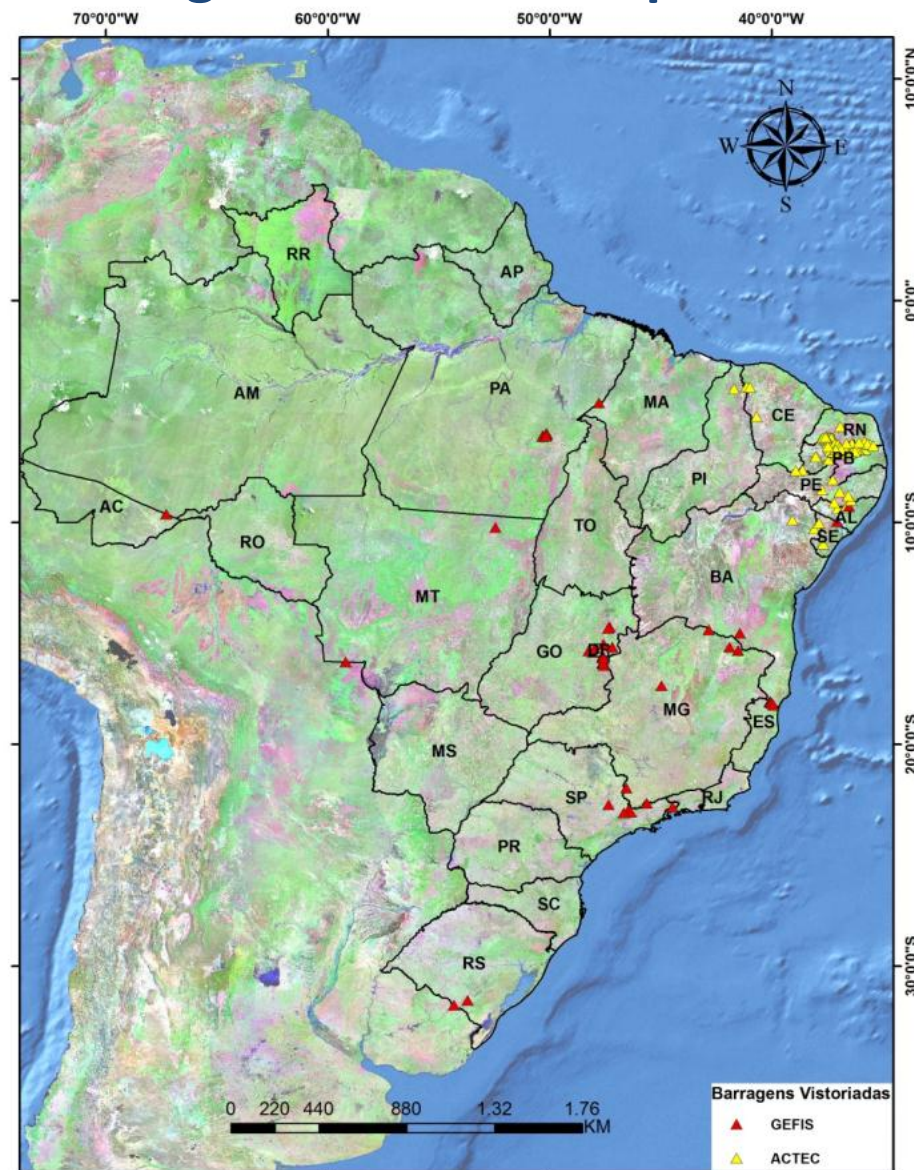 70°0'0"W 60°0'0"W 50°0'0"W 40°0'0"W
10°0'0"N
N
W E
S
RR
AP
0°0'0"
AM
PA
MA
CE
RN
PB
PI
PE
AC
AL
10°0'0"S
TO
SE
RO
BA
MT
GO
DF
MG
ES
MS
20°0'0"S
SP
RJ
PR
SC
RS
30°0'0"S
Barragens Vistoriadas
0 220 440 880 1.32 1.76
KM
GEFIS
ACTEC